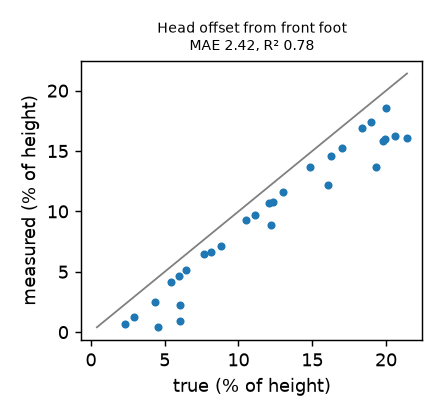 Head offset from front foot
MAE 2.42, R² 0.78
measured (% of height)
20
15
10
5
0
0 5 10 15 20
true (% of height)